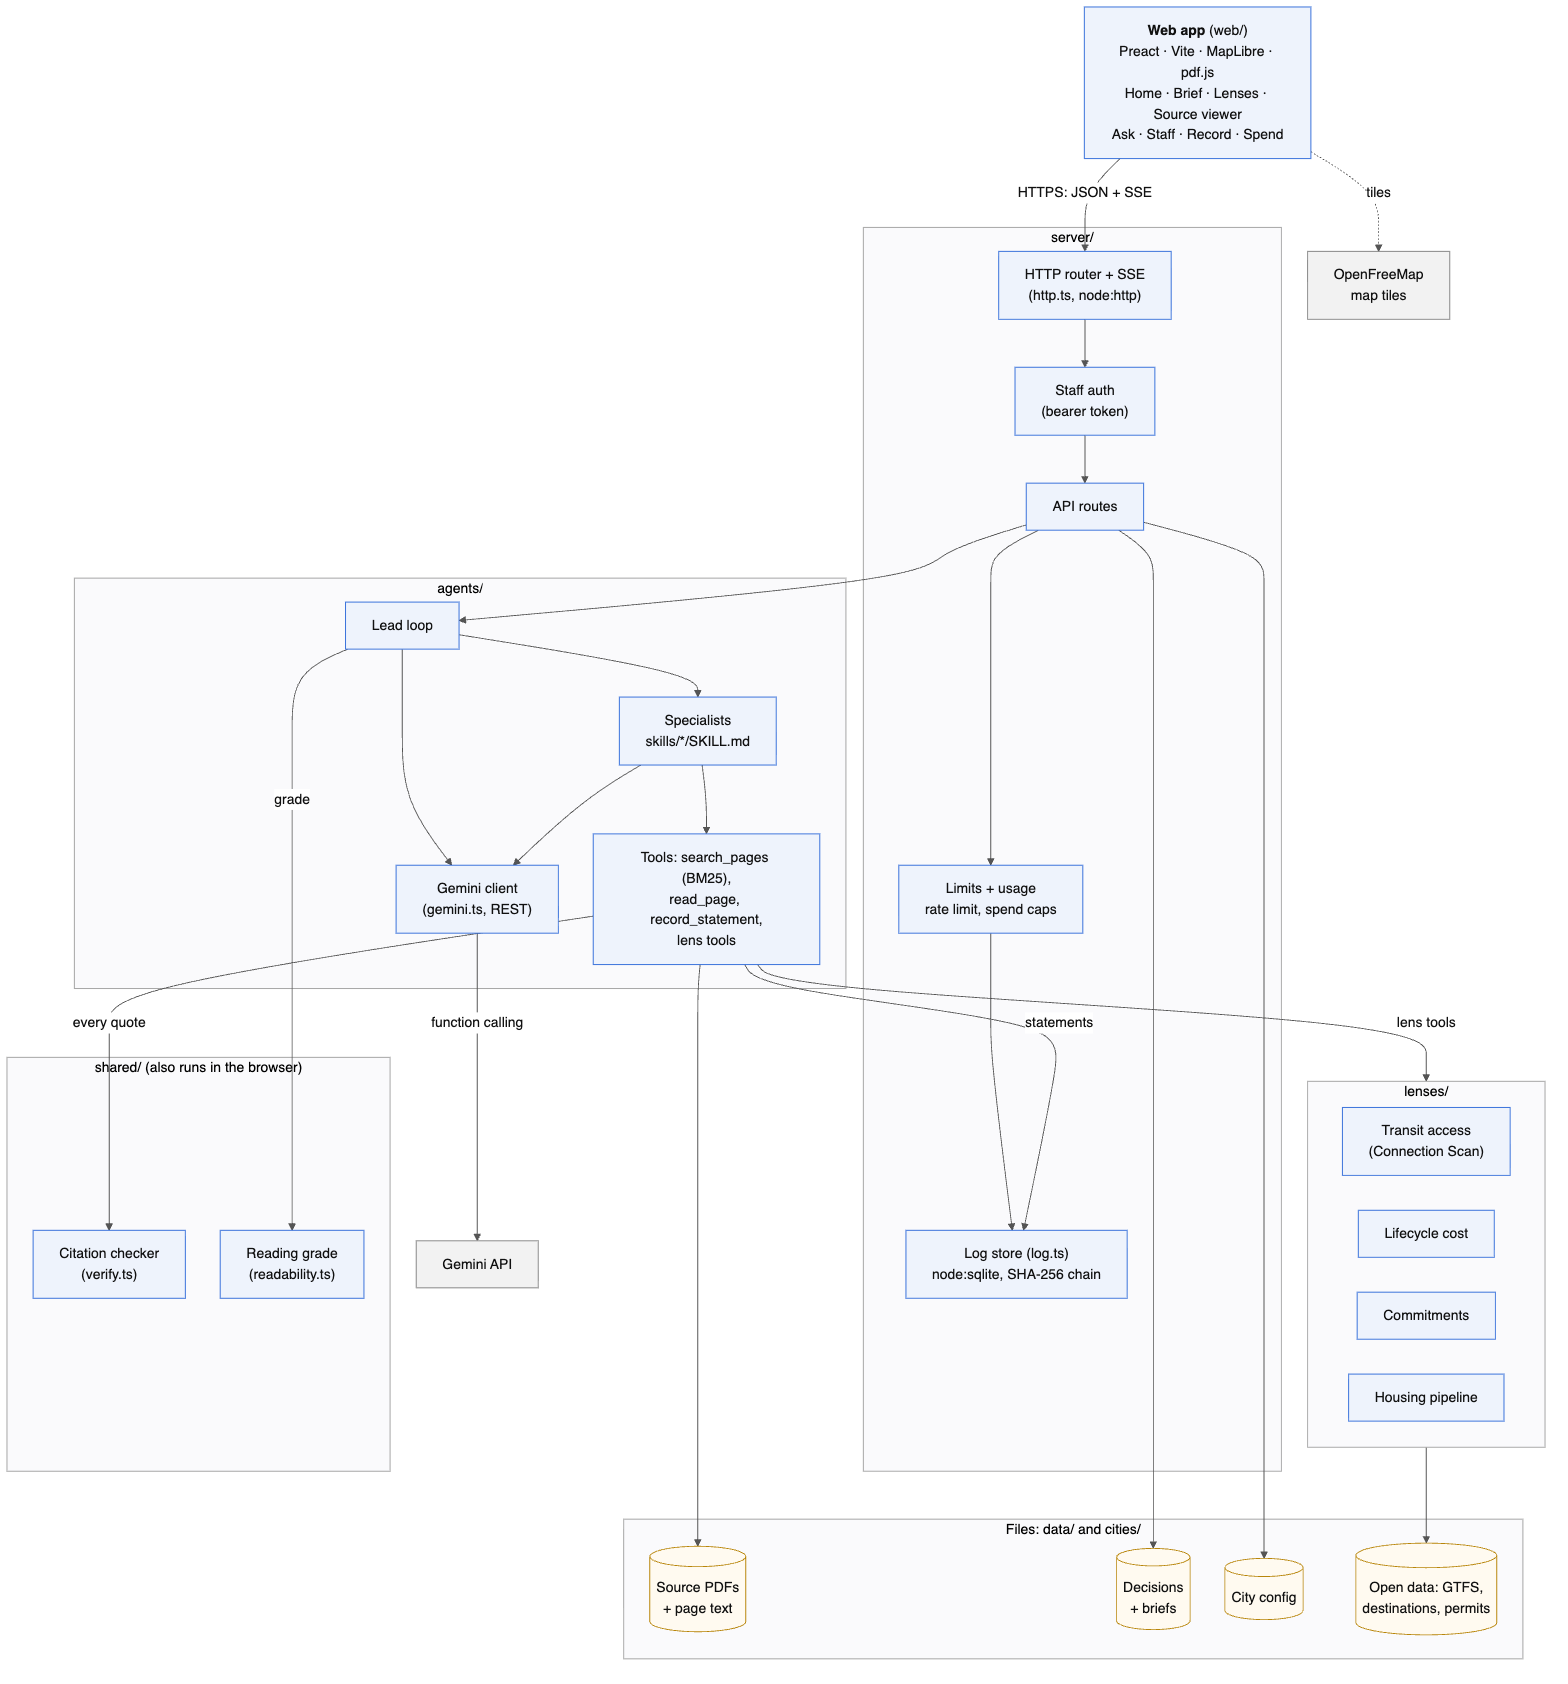 Web app (web/)
Preact · Vite · MapLibre ·
pdf.js
Home · Brief · Lenses ·
Source viewer
Ask · Staff · Record · Spend
HTTPS: JSON + SSE
tiles
server/
HTTP router + SSE
(http.ts, node:http)
OpenFreeMap
map tiles
Staff auth
(bearer token)
API routes
agents/
Lead loop
Specialists
skills/*/SKILL.md
grade
Tools: search_pages
(BM25),
read_page,
record_statement,
lens tools
Gemini client
(gemini.ts, REST)
Limits + usage
rate limit, spend caps
every quote
function calling
statements
lens tools
shared/ (also runs in the browser)
lenses/
Transit access
(Connection Scan)
Lifecycle cost
Commitments
Housing pipeline
Citation checker
(verify.ts)
Reading grade
(readability.ts)
Gemini API
Log store (log.ts)
node:sqlite, SHA-256 chain
Files: data/ and cities/
Source PDFs
+ page text
Decisions
+ briefs
City config
Open data: GTFS,
destinations, permits